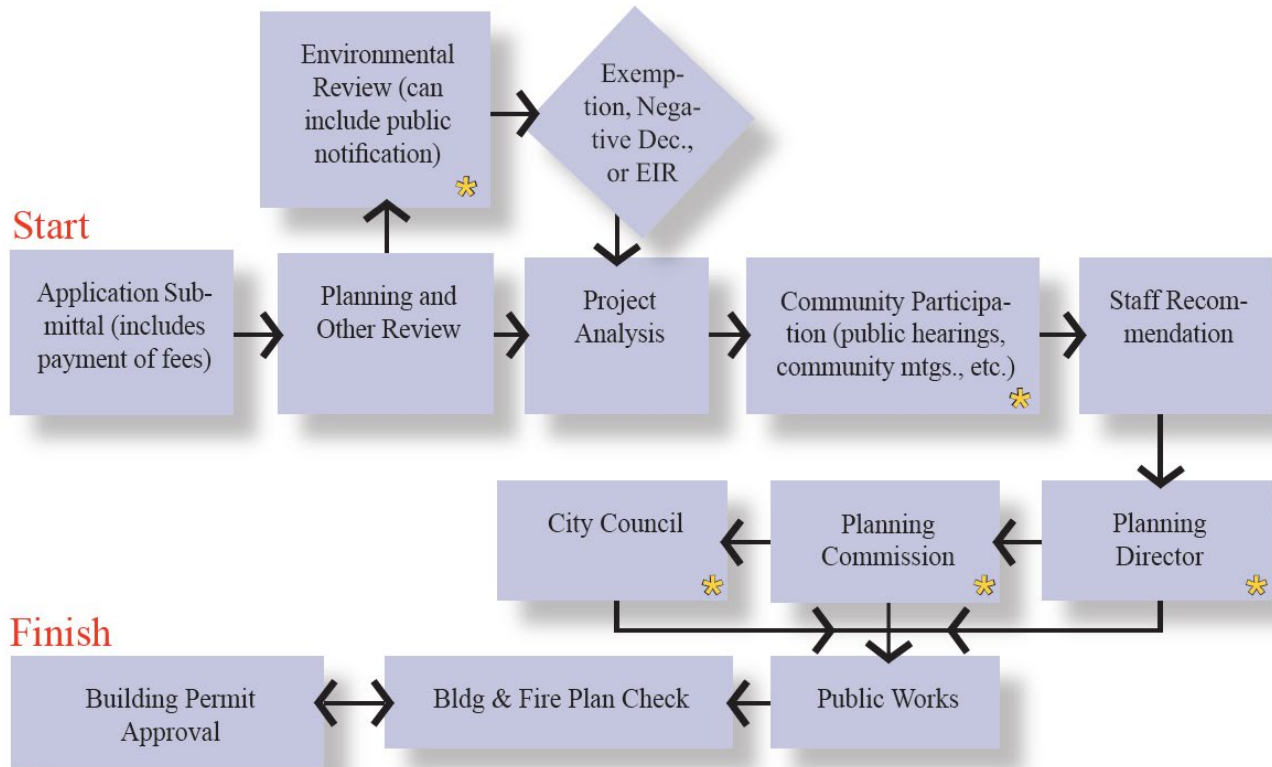 Environmental
Review (can
include public
notification)
*
Exemp-
tion, Nega-
tive Dec.,
or EIR
Start
Application Sub-
mittal (includes
payment of fees)
Planning and
Other Review
Project
Analysis
Community Participa-
tion (public hearings,
community mtgs., etc.)
*
Staff Recom-
mendation
City Council
*
Planning
Commission
*
Planning
Director
*
Finish
Building Permit
Approval
Bldg & Fire Plan Check
Public Works